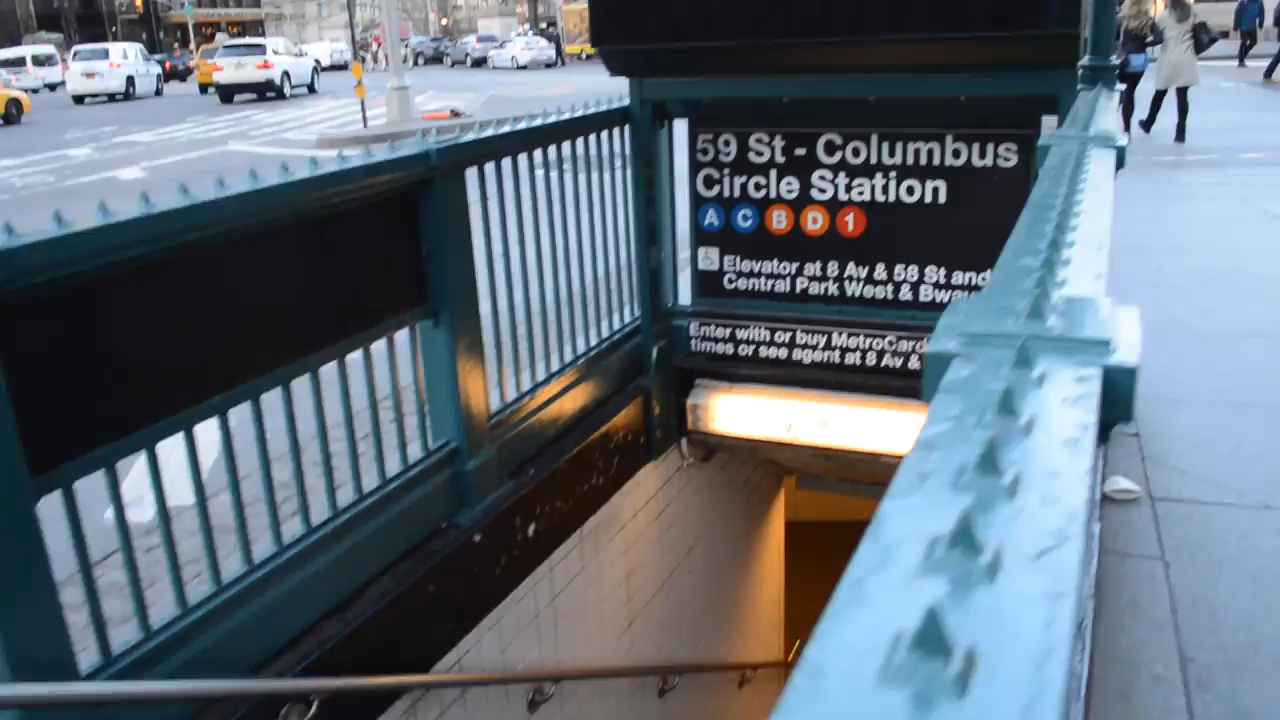 59 St - Columbus
Circle Station
A C B D 1
Elevator at 8 Av & 58 St and
Central Park West & Bway
Enter with or buy MetroCard
times or see agent at 8 Av &